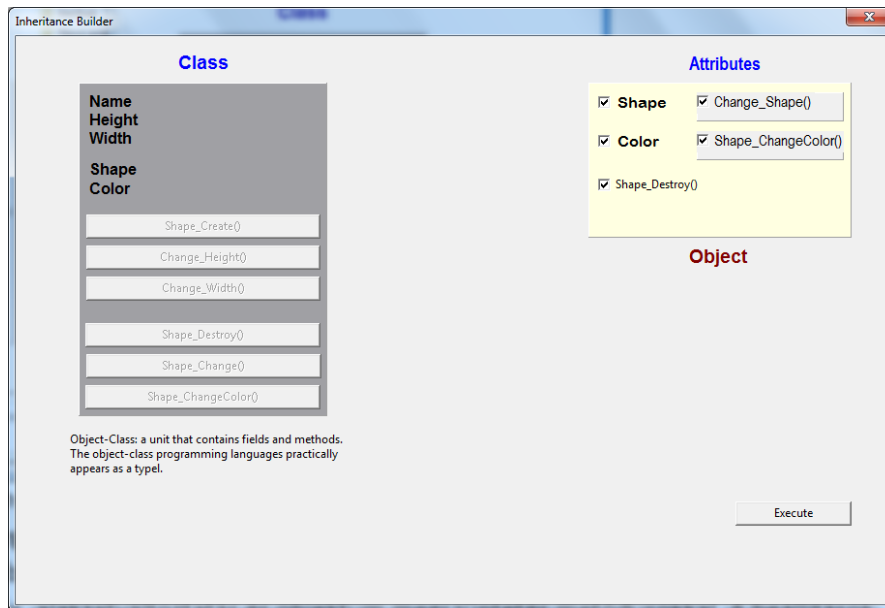 Inheritance Builder
Class
Name
Height
Width
Shape
Color
Shape_Create()
Change_Height()
Change_Width()
Shape_Destroy()
Shape_Change()
Shape_ChangeColor()
Object-Class: a unit that contains fields and methods.
The object-class programming languages practically
appears as a typel.
Attributes
Shape Change_Shape()
Color Shape_ChangeColor()
Shape_Destroy()
Object
Execute